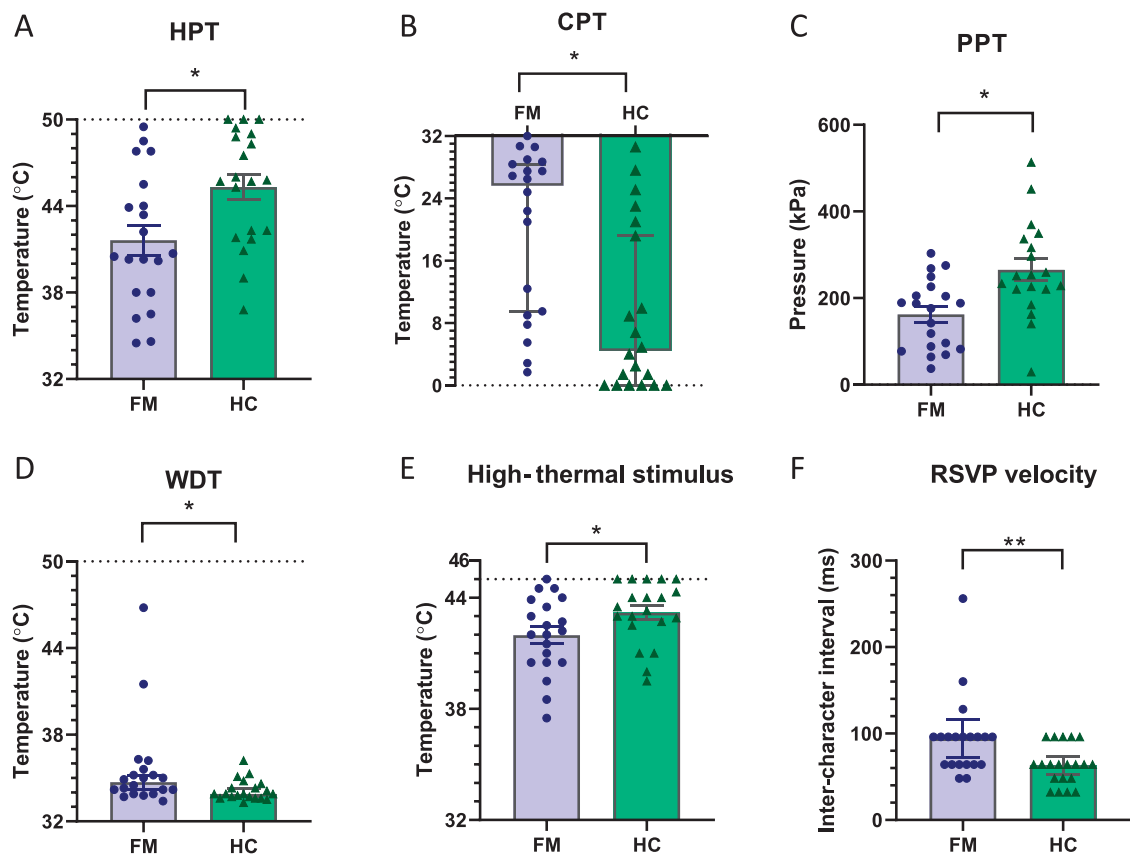 A
HPT
*
Temperature (°C)
50
44
38
32
FM
HC
B
CPT
*
FM
HC
Temperature (°C)
32
24
16
8
0
C
PPT
*
Pressure (kPa)
600
400
200
0
FM
HC
D
WDT
*
Temperature (°C)
50
44
38
32
FM
HC
E
High-thermal stimulus
*
Temperature (°C)
46
44
38
32
FM
HC
F
RSVP velocity
**
Inter-character interval (ms)
300
200
100
0
FM
HC